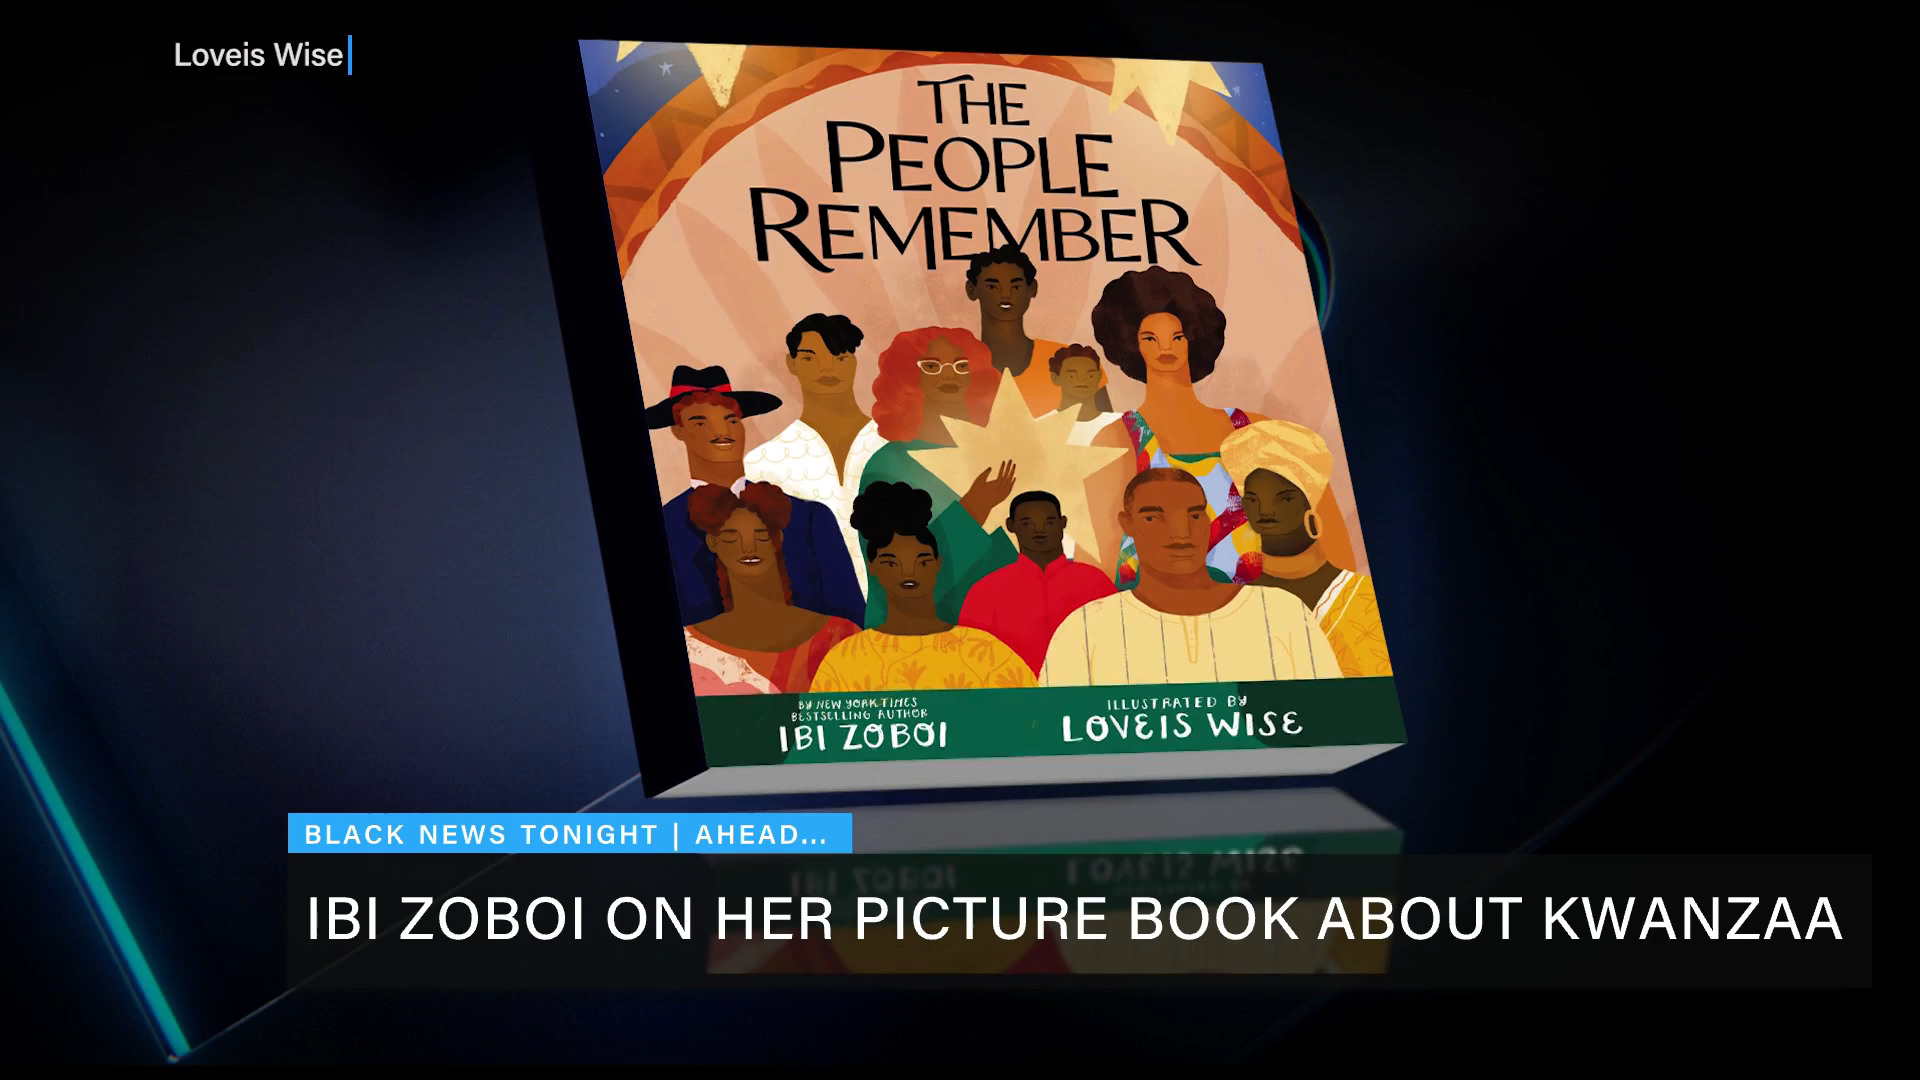 Loveis Wise
THE
PEOPLE
REMEMBER
BY NEW YORK TIMES
BESTSELLING AUTHOR
IBI ZOBOI
ILLUSTRATED BY
LOVEIS WISE
BLACK NEWS TONIGHT | AHEAD...
IBI ZOBOI ON HER PICTURE BOOK ABOUT KWANZAA